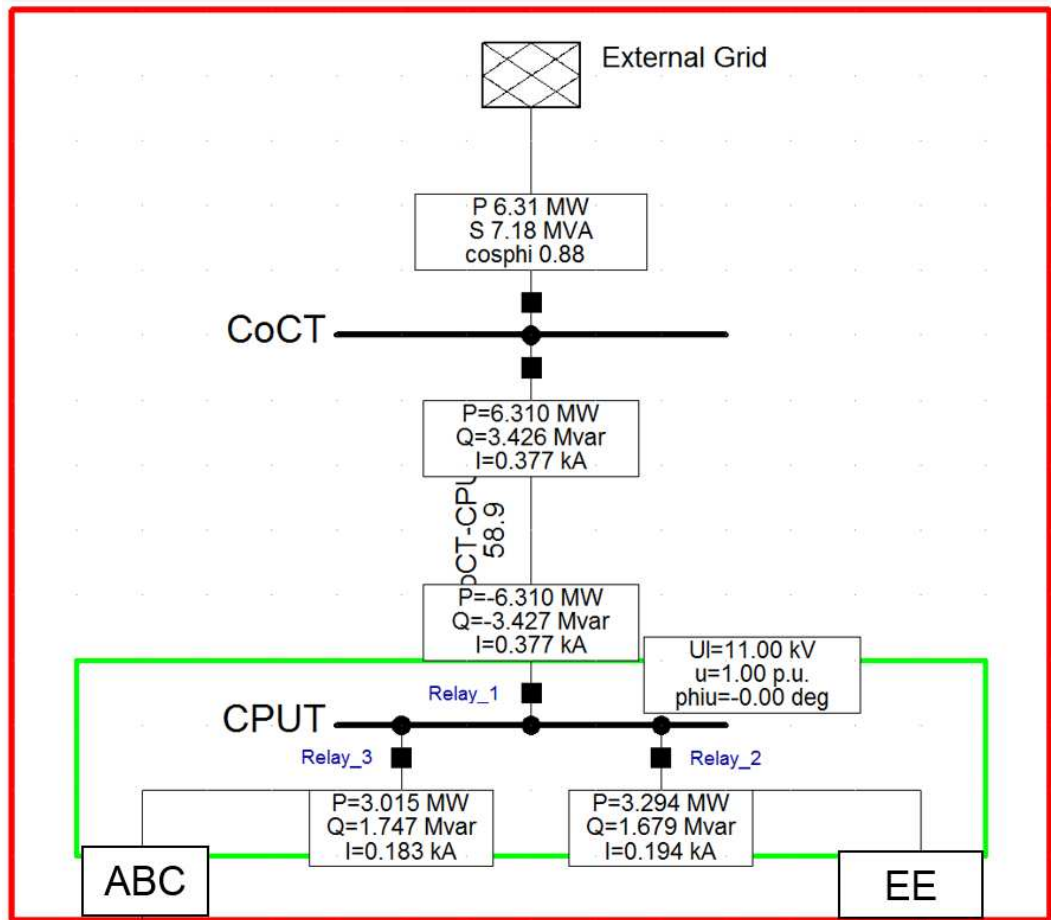 External Grid
P 6.31 MW
S 7.18 MVA
cosphi 0.88
CoCT
P=6.310 MW
Q=3.426 Mvar
I=0.377 kA
oCT-CPU
58.9
P=-6.310 MW
Q=-3.427 Mvar
I=0.377 kA
Ul=11.00 kV
u=1.00 p.u.
phiu=-0.00 deg
Relay_1
CPUT
Relay_3
Relay_2
P=3.015 MW
Q=1.747 Mvar
I=0.183 kA
P=3.294 MW
Q=1.679 Mvar
I=0.194 kA
ABC
EE